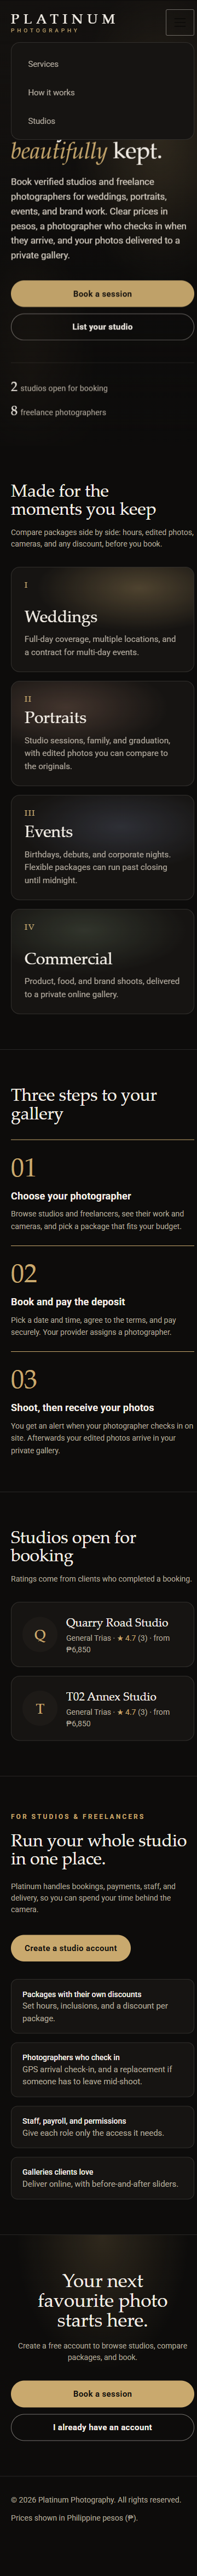 PLATINUM
PHOTOGRAPHY
Services
How it works
Studios
beautifully kept.
Book verified studios and freelance
photographers for weddings, portraits,
events, and brand work. Clear prices in
pesos, a photographer who checks in when
they arrive, and your photos delivered to a
private gallery.
Book a session
List your studio
2 studios open for booking
8 freelance photographers
Made for the
moments you keep
Compare packages side by side: hours, edited photos,
cameras, and any discount, before you book.
I
Weddings
Full-day coverage, multiple locations, and
a contract for multi-day events.
II
Portraits
Studio sessions, family, and graduation,
with edited photos you can compare to
the originals.
III
Events
Birthdays, debuts, and corporate nights.
Flexible packages can run past closing
until midnight.
IV
Commercial
Product, food, and brand shoots, delivered
to a private online gallery.
Three steps to your
gallery
01
Choose your photographer
Browse studios and freelancers, see their work and
cameras, and pick a package that fits your budget.
02
Book and pay the deposit
Pick a date and time, agree to the terms, and pay
securely. Your provider assigns a photographer.
03
Shoot, then receive your photos
You get an alert when your photographer checks in on
site. Afterwards your edited photos arrive in your
private gallery.
Studios open for
booking
Ratings come from clients who completed a booking.
Q
Quarry Road Studio
General Trias · ★ 4.7 (3) · from
₱6,850
T
T02 Annex Studio
General Trias · ★ 4.7 (3) · from
₱6,850
FOR STUDIOS & FREELANCERS
Run your whole studio
in one place.
Platinum handles bookings, payments, staff, and
delivery, so you can spend your time behind the
camera.
Create a studio account
Packages with their own discounts
Set hours, inclusions, and a discount per
package.
Photographers who check in
GPS arrival check-in, and a replacement if
someone has to leave mid-shoot.
Staff, payroll, and permissions
Give each role only the access it needs.
Galleries clients love
Deliver online, with before-and-after sliders.
Your next
favourite photo
starts here.
Create a free account to browse studios, compare
packages, and book.
Book a session
I already have an account
© 2026 Platinum Photography. All rights reserved.
Prices shown in Philippine pesos (₱).